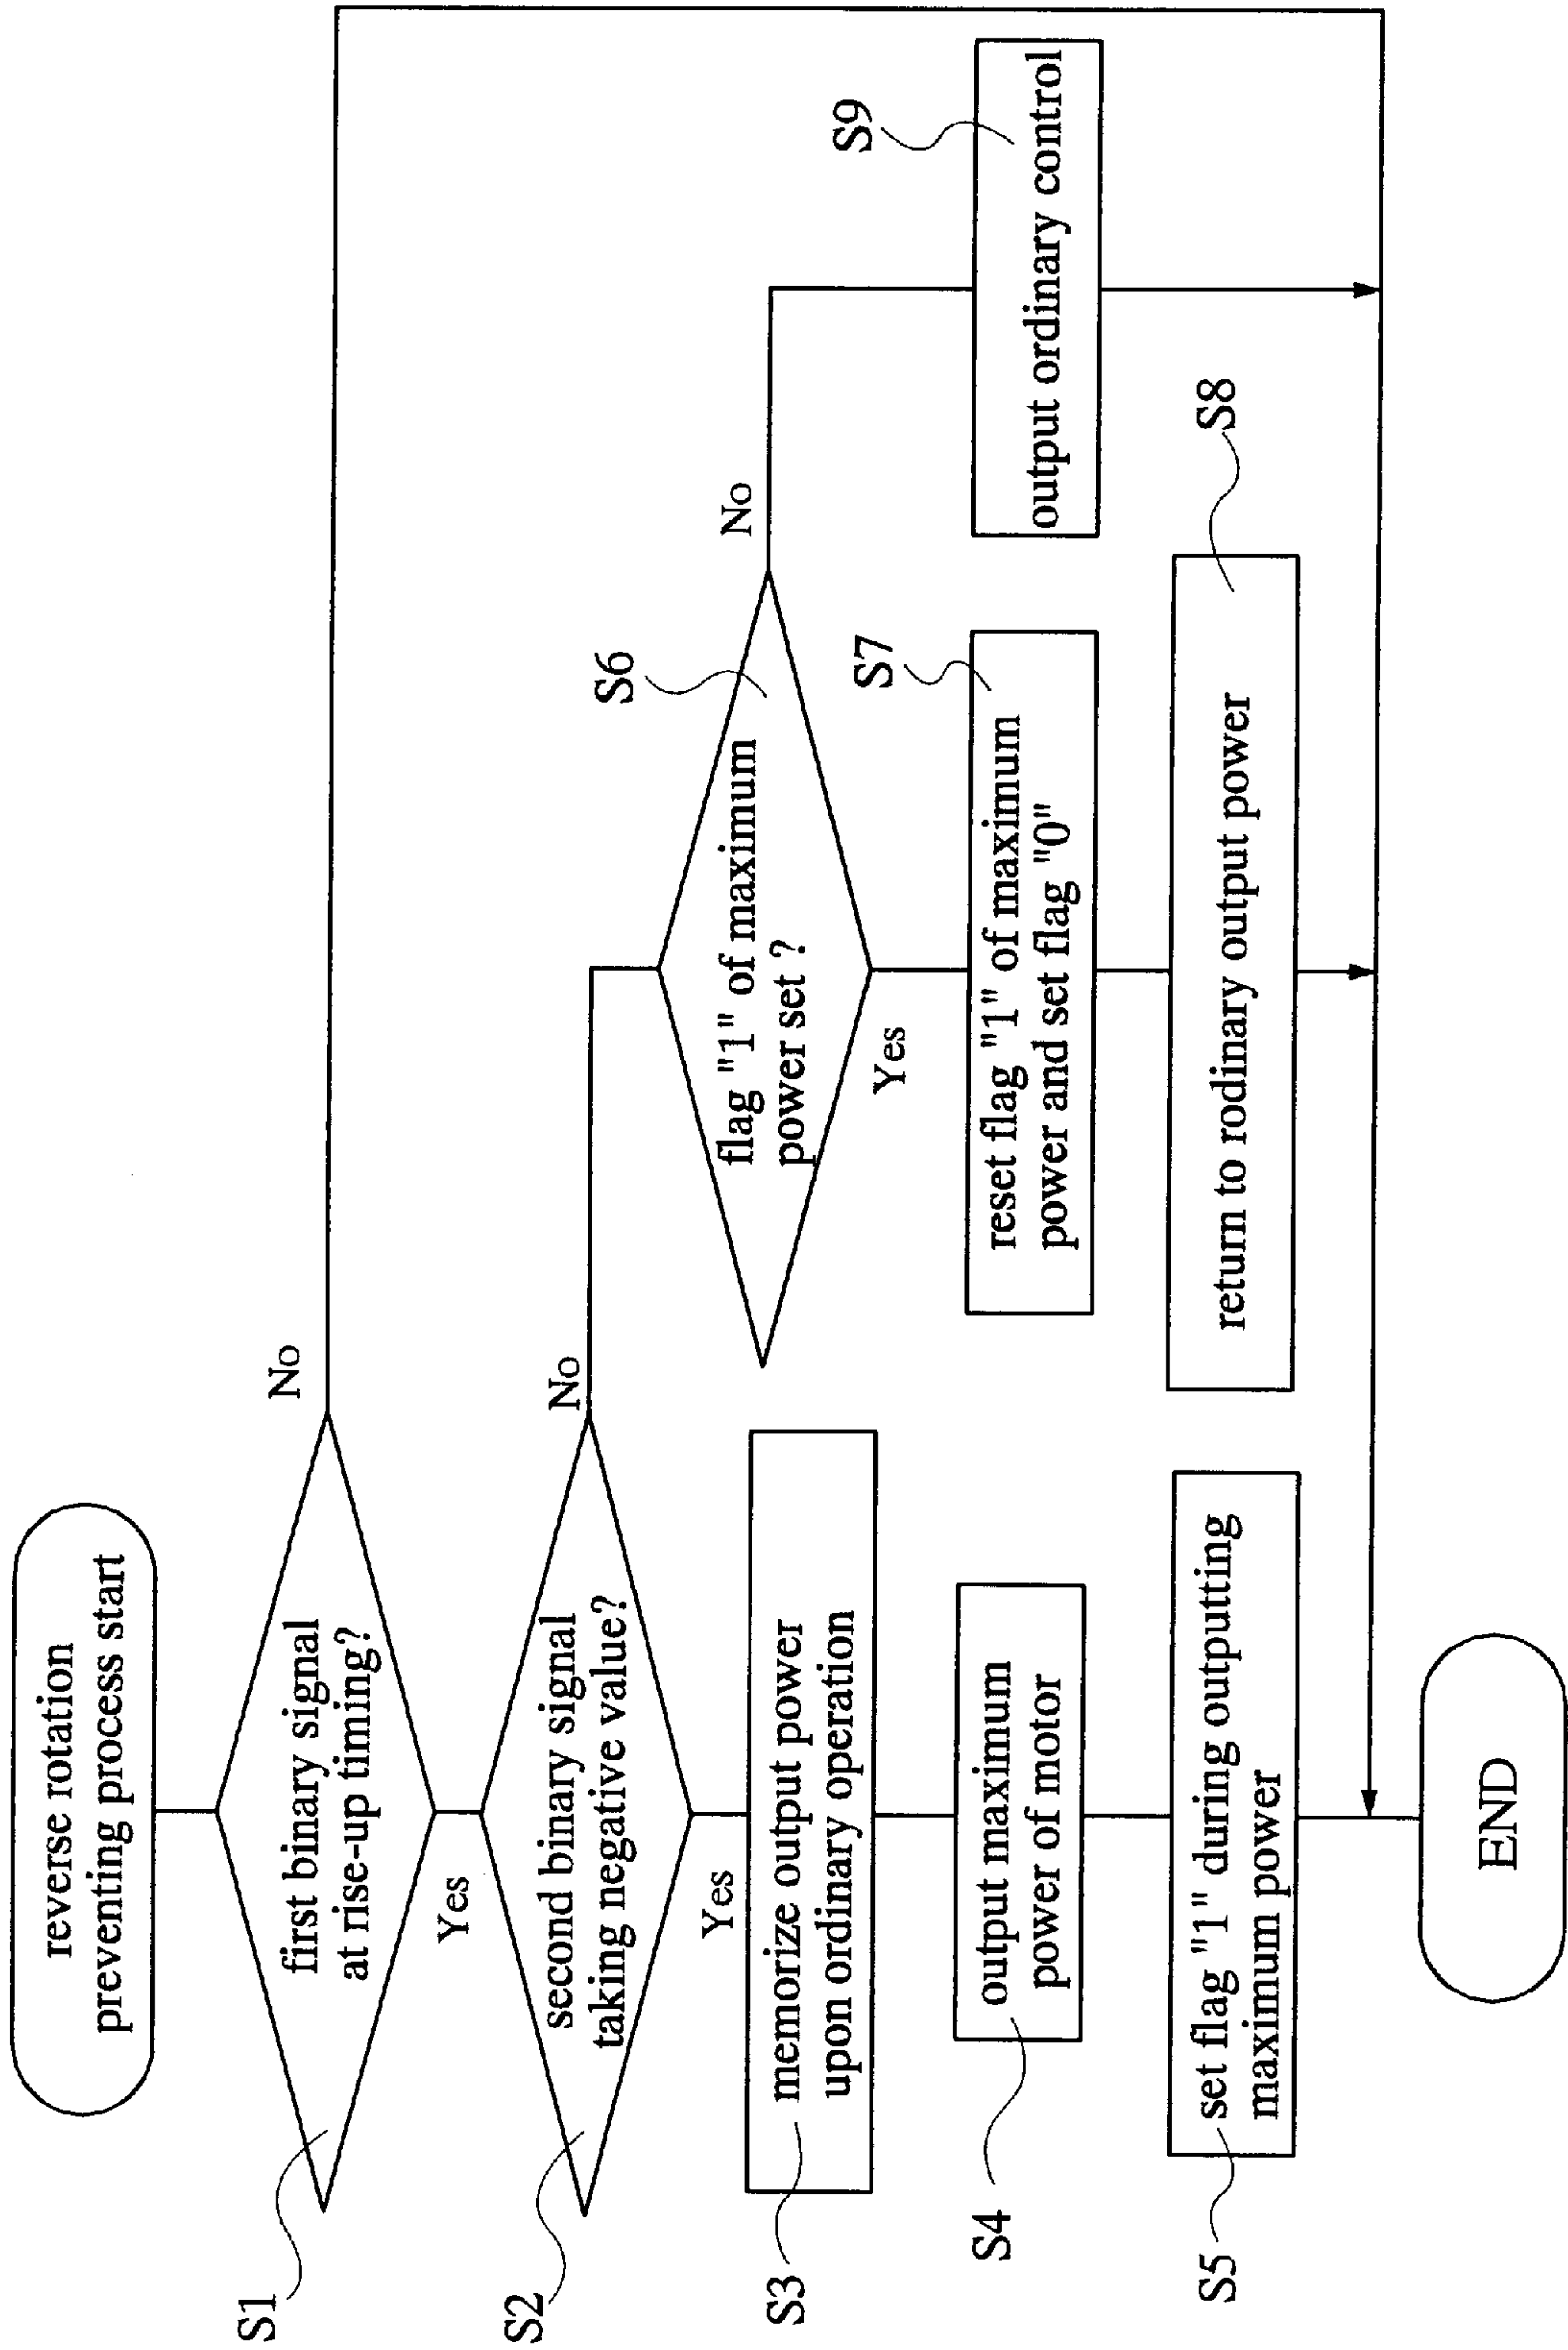 reverse rotation
preventing process start
S1
first binary signal
at rise-up timing?
No
Yes
S2
second binary signal
taking negative value?
No
Yes
S3
memorize output power
upon ordinary operation
S4
output maximum
power of motor
S5
set flag "1" during outputting
maximum power
S6
flag "1" of maximum
power set ?
No
Yes
S7
reset flag "1" of maximum
power and set flag "0"
S8
return to rodinary output power
S9
output ordinary control
END